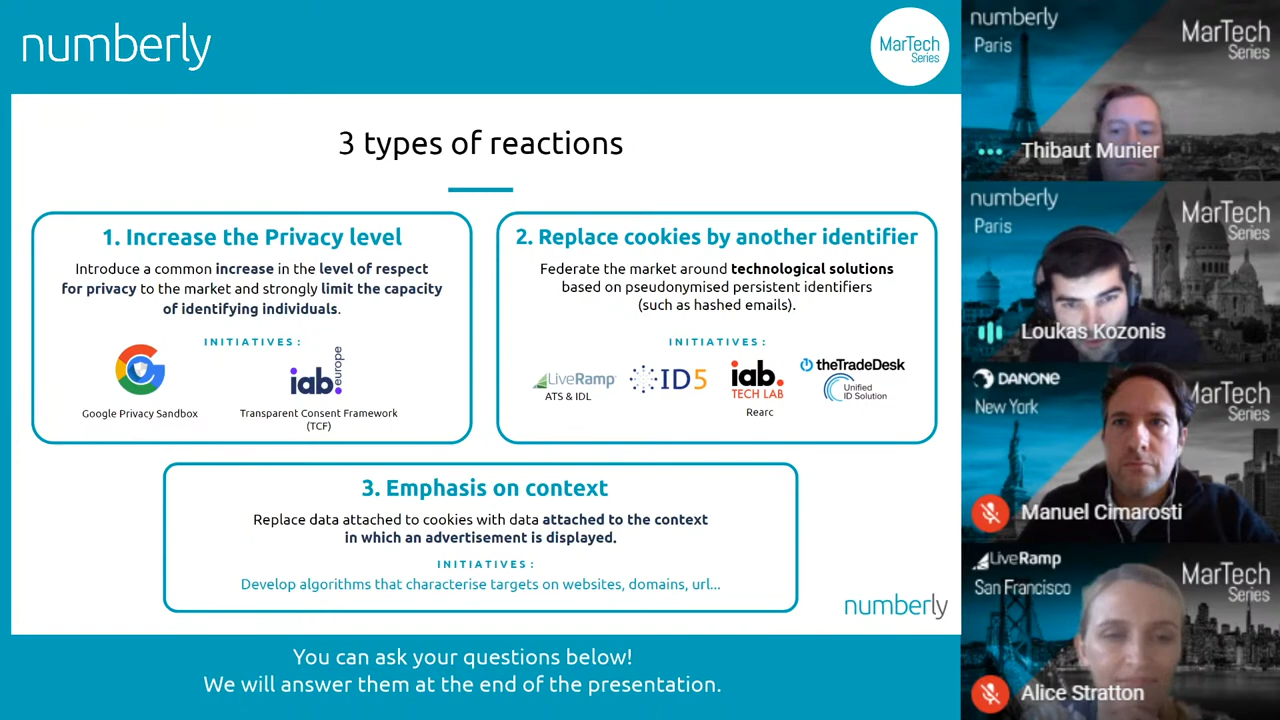 numberly
MarTech
Series
3 types of reactions
1. Increase the Privacy level
Introduce a common increase in the level of respect
for privacy to the market and strongly limit the capacity
of identifying individuals.
INITIATIVES:
iab.
europe
Google Privacy Sandbox
Transparent Consent Framework
(TCF)
2. Replace cookies by another identifier
Federate the market around technological solutions
based on pseudonymised persistent identifiers
(such as hashed emails).
INITIATIVES:
LiveRamp
ATS & IDL
ID5
iab.
TECH LAB
Rearc
theTradeDesk
Unified
ID Solution
3. Emphasis on context
Replace data attached to cookies with data attached to the context
in which an advertisement is displayed.
INITIATIVES:
Develop algorithms that characterise targets on websites, domains, url...
numberly
You can ask your questions below!
We will answer them at the end of the presentation.
numberly
Paris
MarTech
Series
Thibaut Munier
numberly
Paris
MarTech
Series
Loukas Kozonis
DANONE
New York
MarTech
Series
Manuel Cimarosti
LiveRamp
San Francisco
MarTech
Series
Alice Stratton